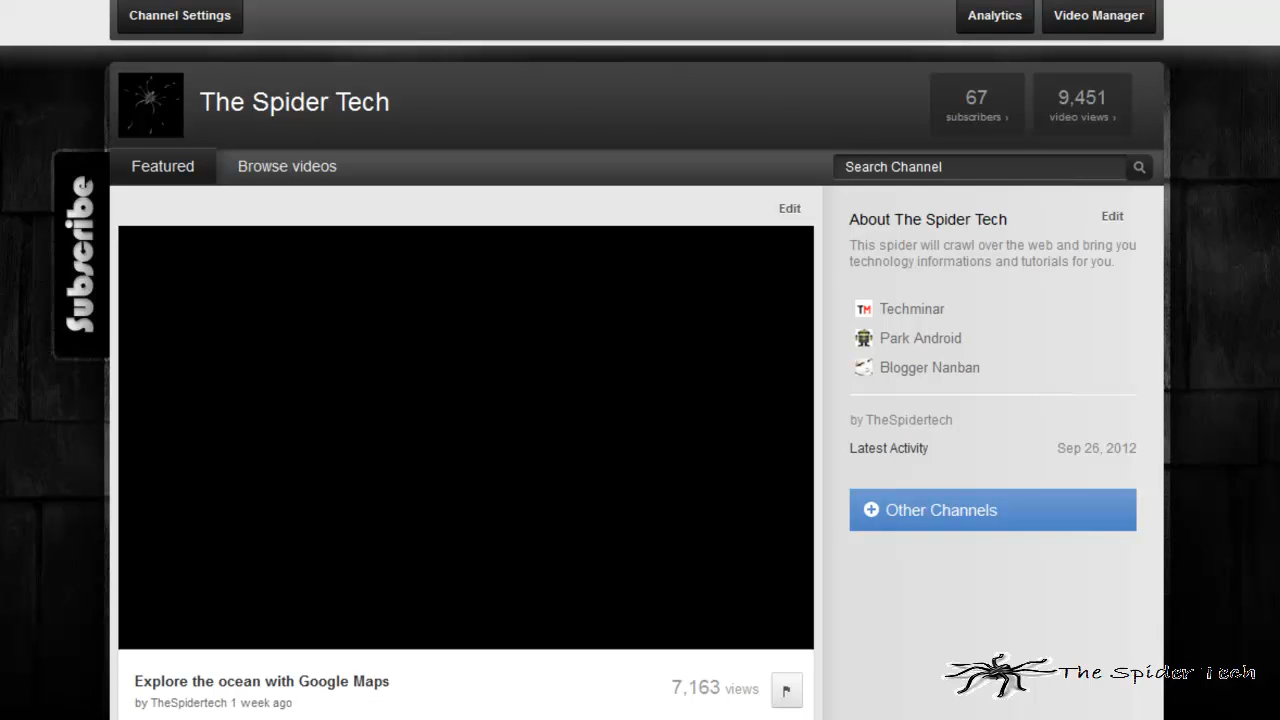 Channel Settings
Analytics
Video Manager
The Spider Tech
67
subscribers ›
9,451
video views ›
Featured
Browse videos
Search Channel
Subscribe
Edit
About The Spider Tech
Edit
This spider will crawl over the web and bring you
technology informations and tutorials for you.
TM
Techminar
Park Android
Blogger Nanban
by TheSpidertech
Latest Activity
Sep 26, 2012
Other Channels
Explore the ocean with Google Maps
by TheSpidertech 1 week ago
7,163 views
The Spider Tech